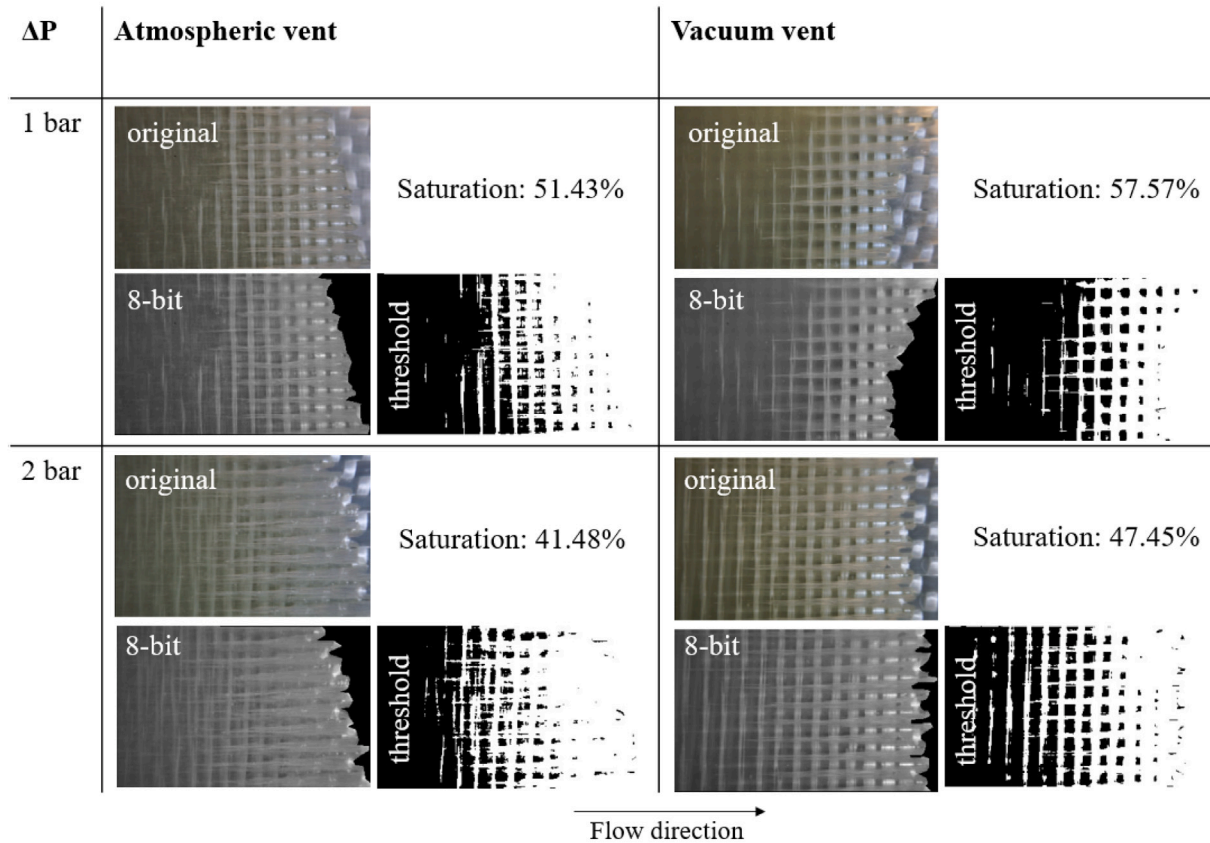 ΔP Atmospheric vent Vacuum vent
1 bar
original
Saturation: 51.43%
8-bit
threshold
original
Saturation: 57.57%
8-bit
threshold
2 bar
original
Saturation: 41.48%
8-bit
threshold
original
Saturation: 47.45%
8-bit
threshold
Flow direction